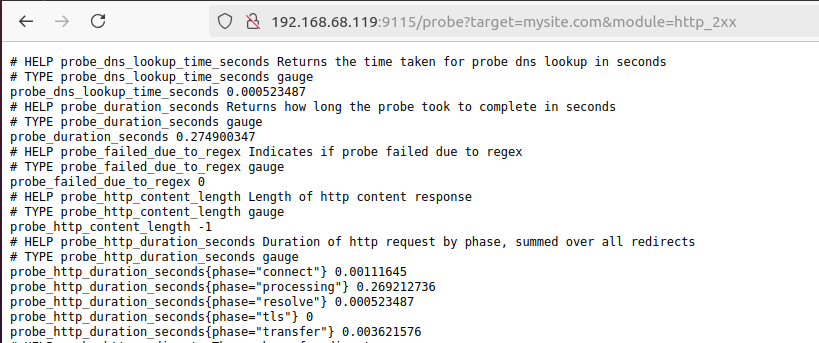 192.168.68.119:9115/probe?target=mysite.com&module=http_2xx
# HELP probe_dns_lookup_time_seconds Returns the time taken for probe dns lookup in seconds
# TYPE probe_dns_lookup_time_seconds gauge
probe_dns_lookup_time_seconds 0.000523487
# HELP probe_duration_seconds Returns how long the probe took to complete in seconds
# TYPE probe_duration_seconds gauge
probe_duration_seconds 0.274900347
# HELP probe_failed_due_to_regex Indicates if probe failed due to regex
# TYPE probe_failed_due_to_regex gauge
probe_failed_due_to_regex 0
# HELP probe_http_content_length Length of http content response
# TYPE probe_http_content_length gauge
probe_http_content_length -1
# HELP probe_http_duration_seconds Duration of http request by phase, summed over all redirects
# TYPE probe_http_duration_seconds gauge
probe_http_duration_seconds{phase="connect"} 0.00111645
probe_http_duration_seconds{phase="processing"} 0.269212736
probe_http_duration_seconds{phase="resolve"} 0.000523487
probe_http_duration_seconds{phase="tls"} 0
probe_http_duration_seconds{phase="transfer"} 0.003621576